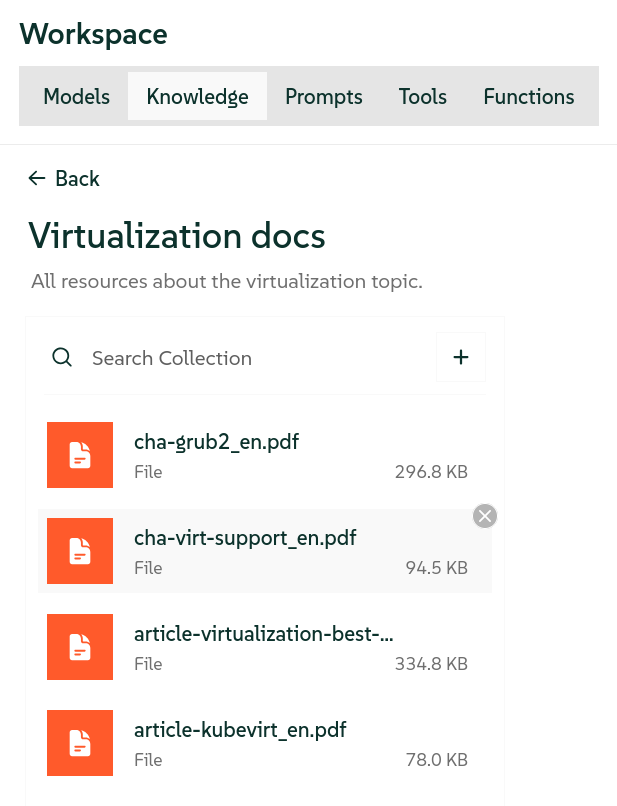 Workspace
Models Knowledge Prompts Tools Functions
← Back
Virtualization docs
All resources about the virtualization topic.
Search Collection +
cha-grub2_en.pdf
File 296.8 KB
cha-virt-support_en.pdf
File 94.5 KB
article-virtualization-best-...
File 334.8 KB
article-kubevirt_en.pdf
File 78.0 KB